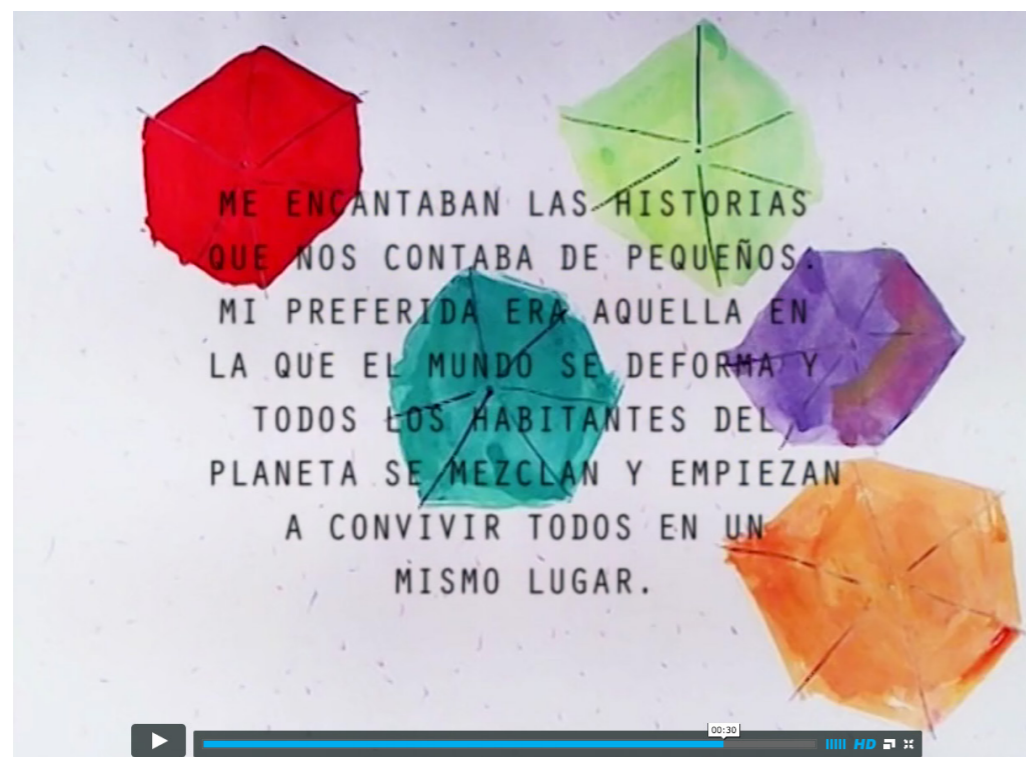 ME ENCANTABAN LAS HISTORIAS
QUE NOS CONTABA DE PEQUEÑOS.
MI PREFERIDA ERA AQUELLA EN
LA QUE EL MUNDO SE DEFORMA Y
TODOS LOS HABITANTES DEL
PLANETA SE MEZCLAN Y EMPIEZAN
A CONVIVIR TODOS EN UN
MISMO LUGAR.
00:30
HD